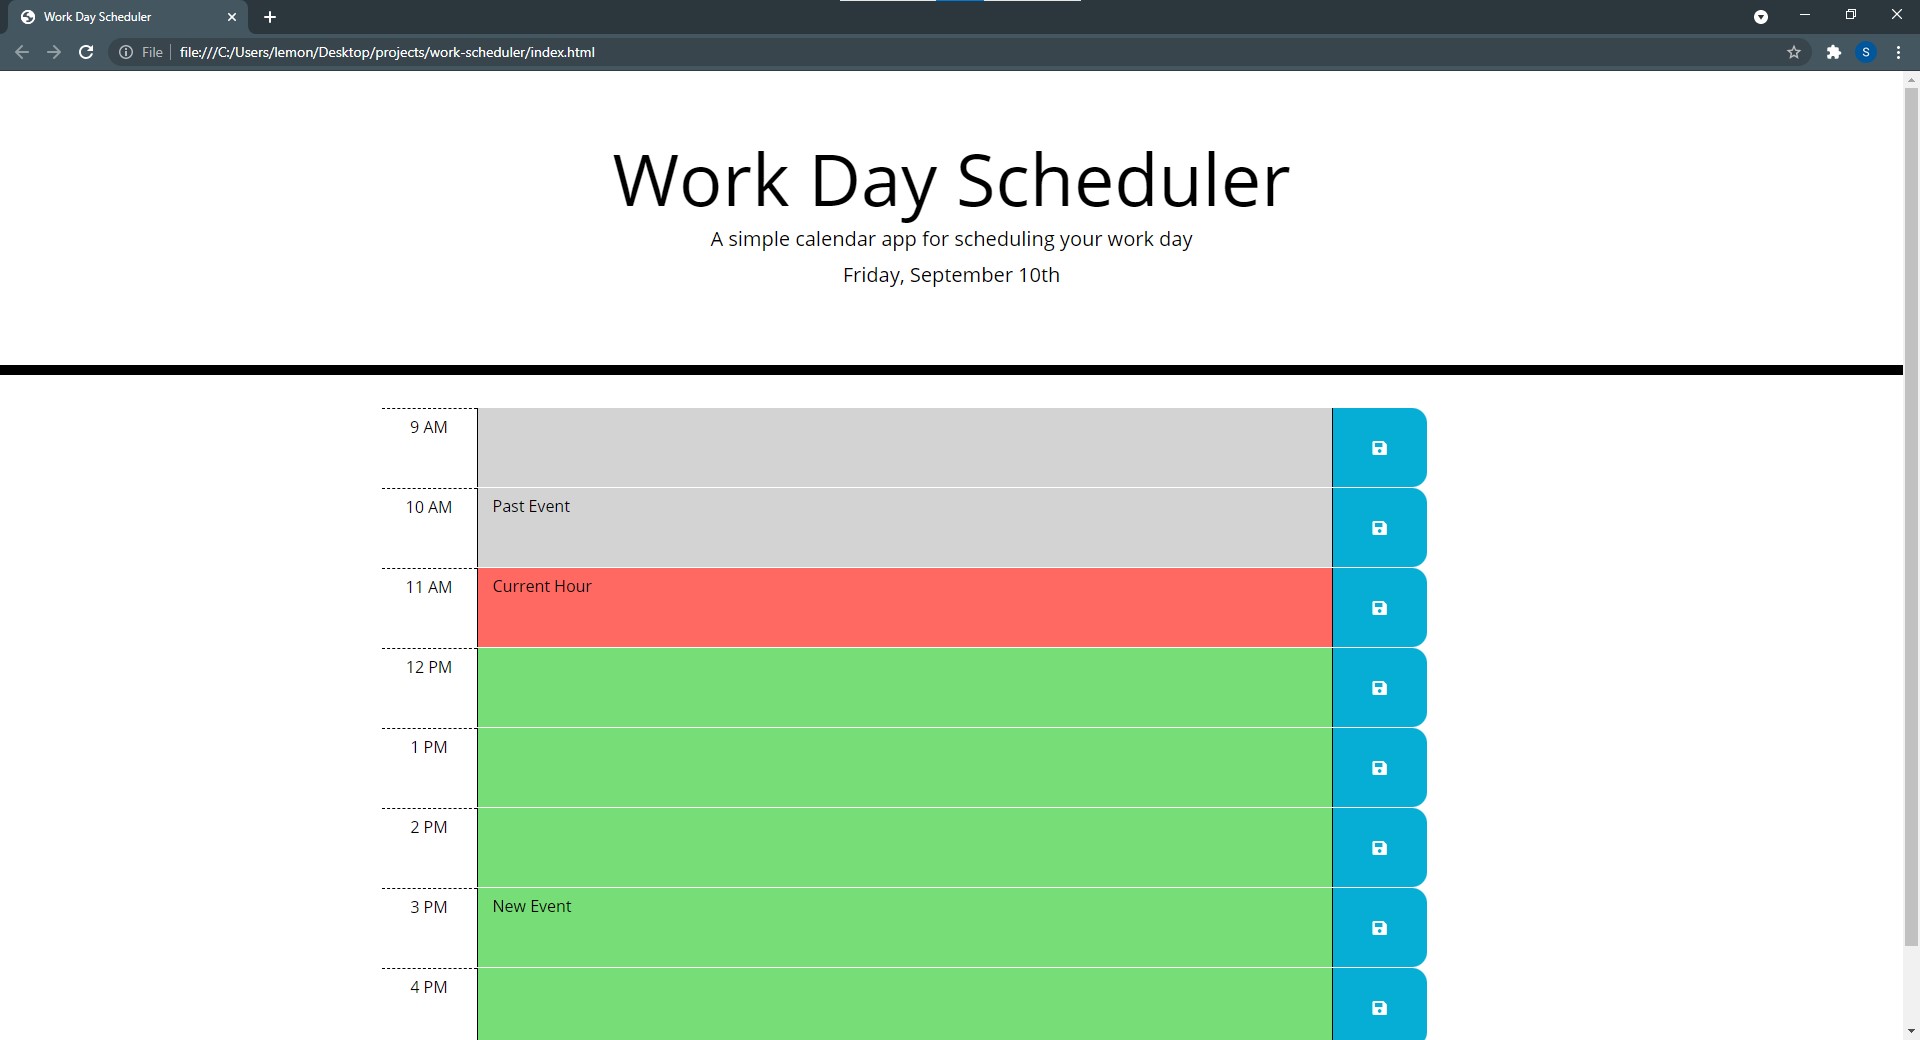 Work Day Scheduler
File
file:///C:/Users/lemon/Desktop/projects/work-scheduler/index.html
S
Work Day Scheduler
A simple calendar app for scheduling your work day
Friday, September 10th
9 AM
10 AM Past Event
11 AM Current Hour
12 PM
1 PM
2 PM
3 PM New Event
4 PM